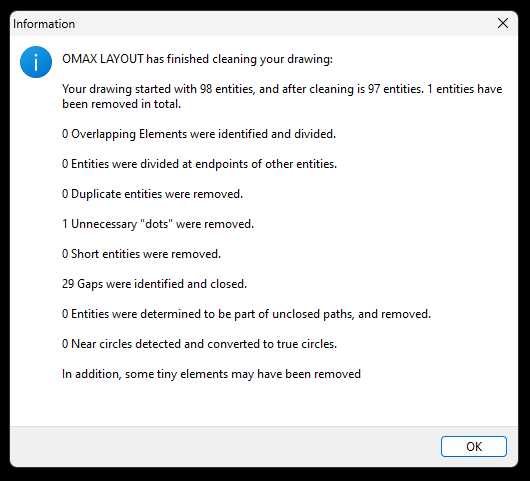 Information
OMAX LAYOUT has finished cleaning your drawing:
Your drawing started with 98 entities, and after cleaning is 97 entities. 1 entities have
been removed in total.
0 Overlapping Elements were identified and divided.
0 Entities were divided at endpoints of other entities.
0 Duplicate entities were removed.
1 Unnecessary "dots" were removed.
0 Short entities were removed.
29 Gaps were identified and closed.
0 Entities were determined to be part of unclosed paths, and removed.
0 Near circles detected and converted to true circles.
In addition, some tiny elements may have been removed
OK